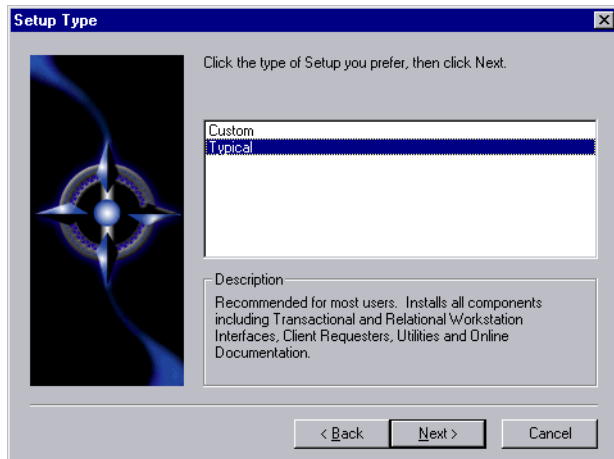 Setup Type
Click the type of Setup you prefer, then click Next.
Custom
Typical
Description
Recommended for most users. Installs all components
including Transactional and Relational Workstation
Interfaces, Client Requesters, Utilities and Online
Documentation.
< Back
Next >
Cancel